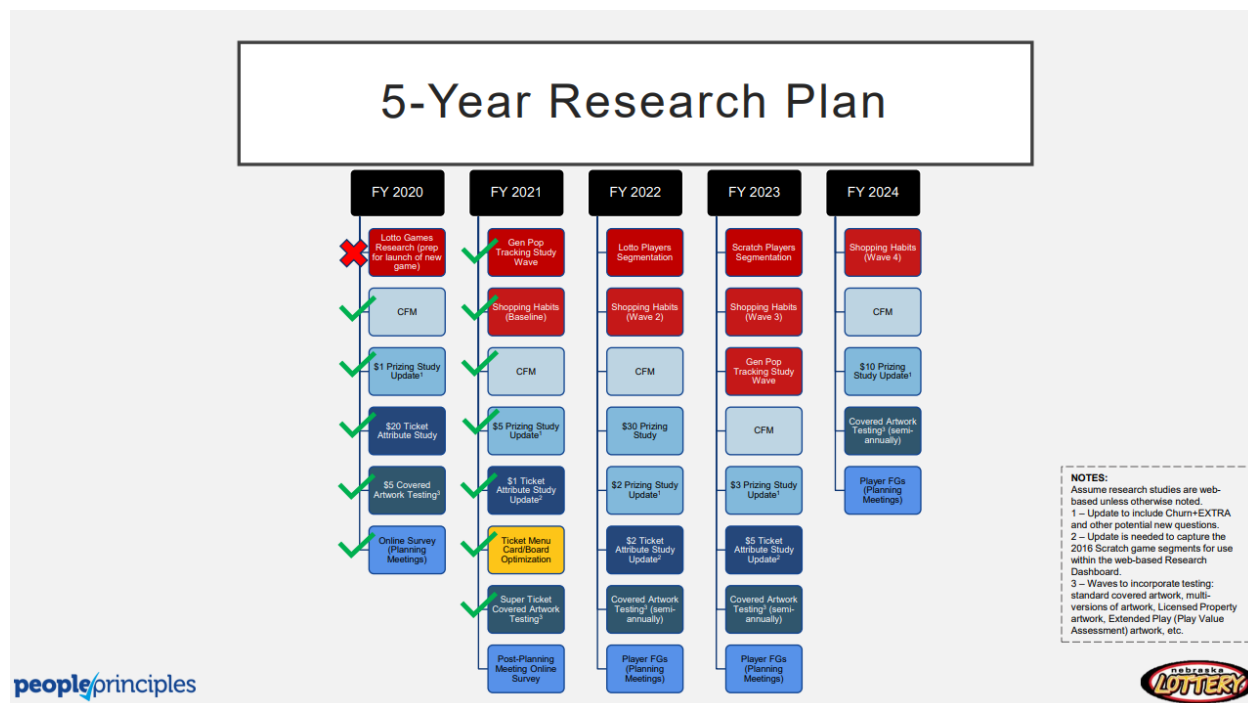 5-Year Research Plan
FY 2020
FY 2021
FY 2022
FY 2023
FY 2024
Lotto Games
Research (prep
for launch of new
game)
CFM
$1 Prizing Study
Update¹
$20 Ticket
Attribute Study
$5 Covered
Artwork Testing³
Online Survey
(Planning
Meetings)
Gen Pop
Tracking Study
Wave
Shopping Habits
(Baseline)
CFM
$5 Prizing Study
Update¹
$1 Ticket
Attribute Study
Update²
Ticket Menu
Card/Board
Optimization
Super Ticket
Covered Artwork
Testing³
Post-Planning
Meeting Online
Survey
Lotto Players
Segmentation
Shopping Habits
(Wave 2)
CFM
$30 Prizing
Study
$2 Prizing Study
Update¹
$2 Ticket
Attribute Study
Update²
Covered Artwork
Testing³ (semi-
annually)
Player FGs
(Planning
Meetings)
Scratch Players
Segmentation
Shopping Habits
(Wave 3)
Gen Pop
Tracking Study
Wave
CFM
$3 Prizing Study
Update¹
$5 Ticket
Attribute Study
Update²
Covered Artwork
Testing³ (semi-
annually)
Player FGs
(Planning
Meetings)
Shopping Habits
(Wave 4)
CFM
$10 Prizing
Study Update¹
Covered Artwork
Testing³ (semi-
annually)
Player FGs
(Planning
Meetings)
NOTES:
Assume research studies are web-
based unless otherwise noted.
1 – Update to include Churn+EXTRA
and other potential new questions.
2 – Update is needed to capture the
2016 Scratch game segments for use
within the web-based Research
Dashboard.
3 – Waves to incorporate testing:
standard covered artwork, multi-
versions of artwork, Licensed Property
artwork, Extended Play (Play Value
Assessment) artwork, etc.
people principles
nebraska
LOTTERY